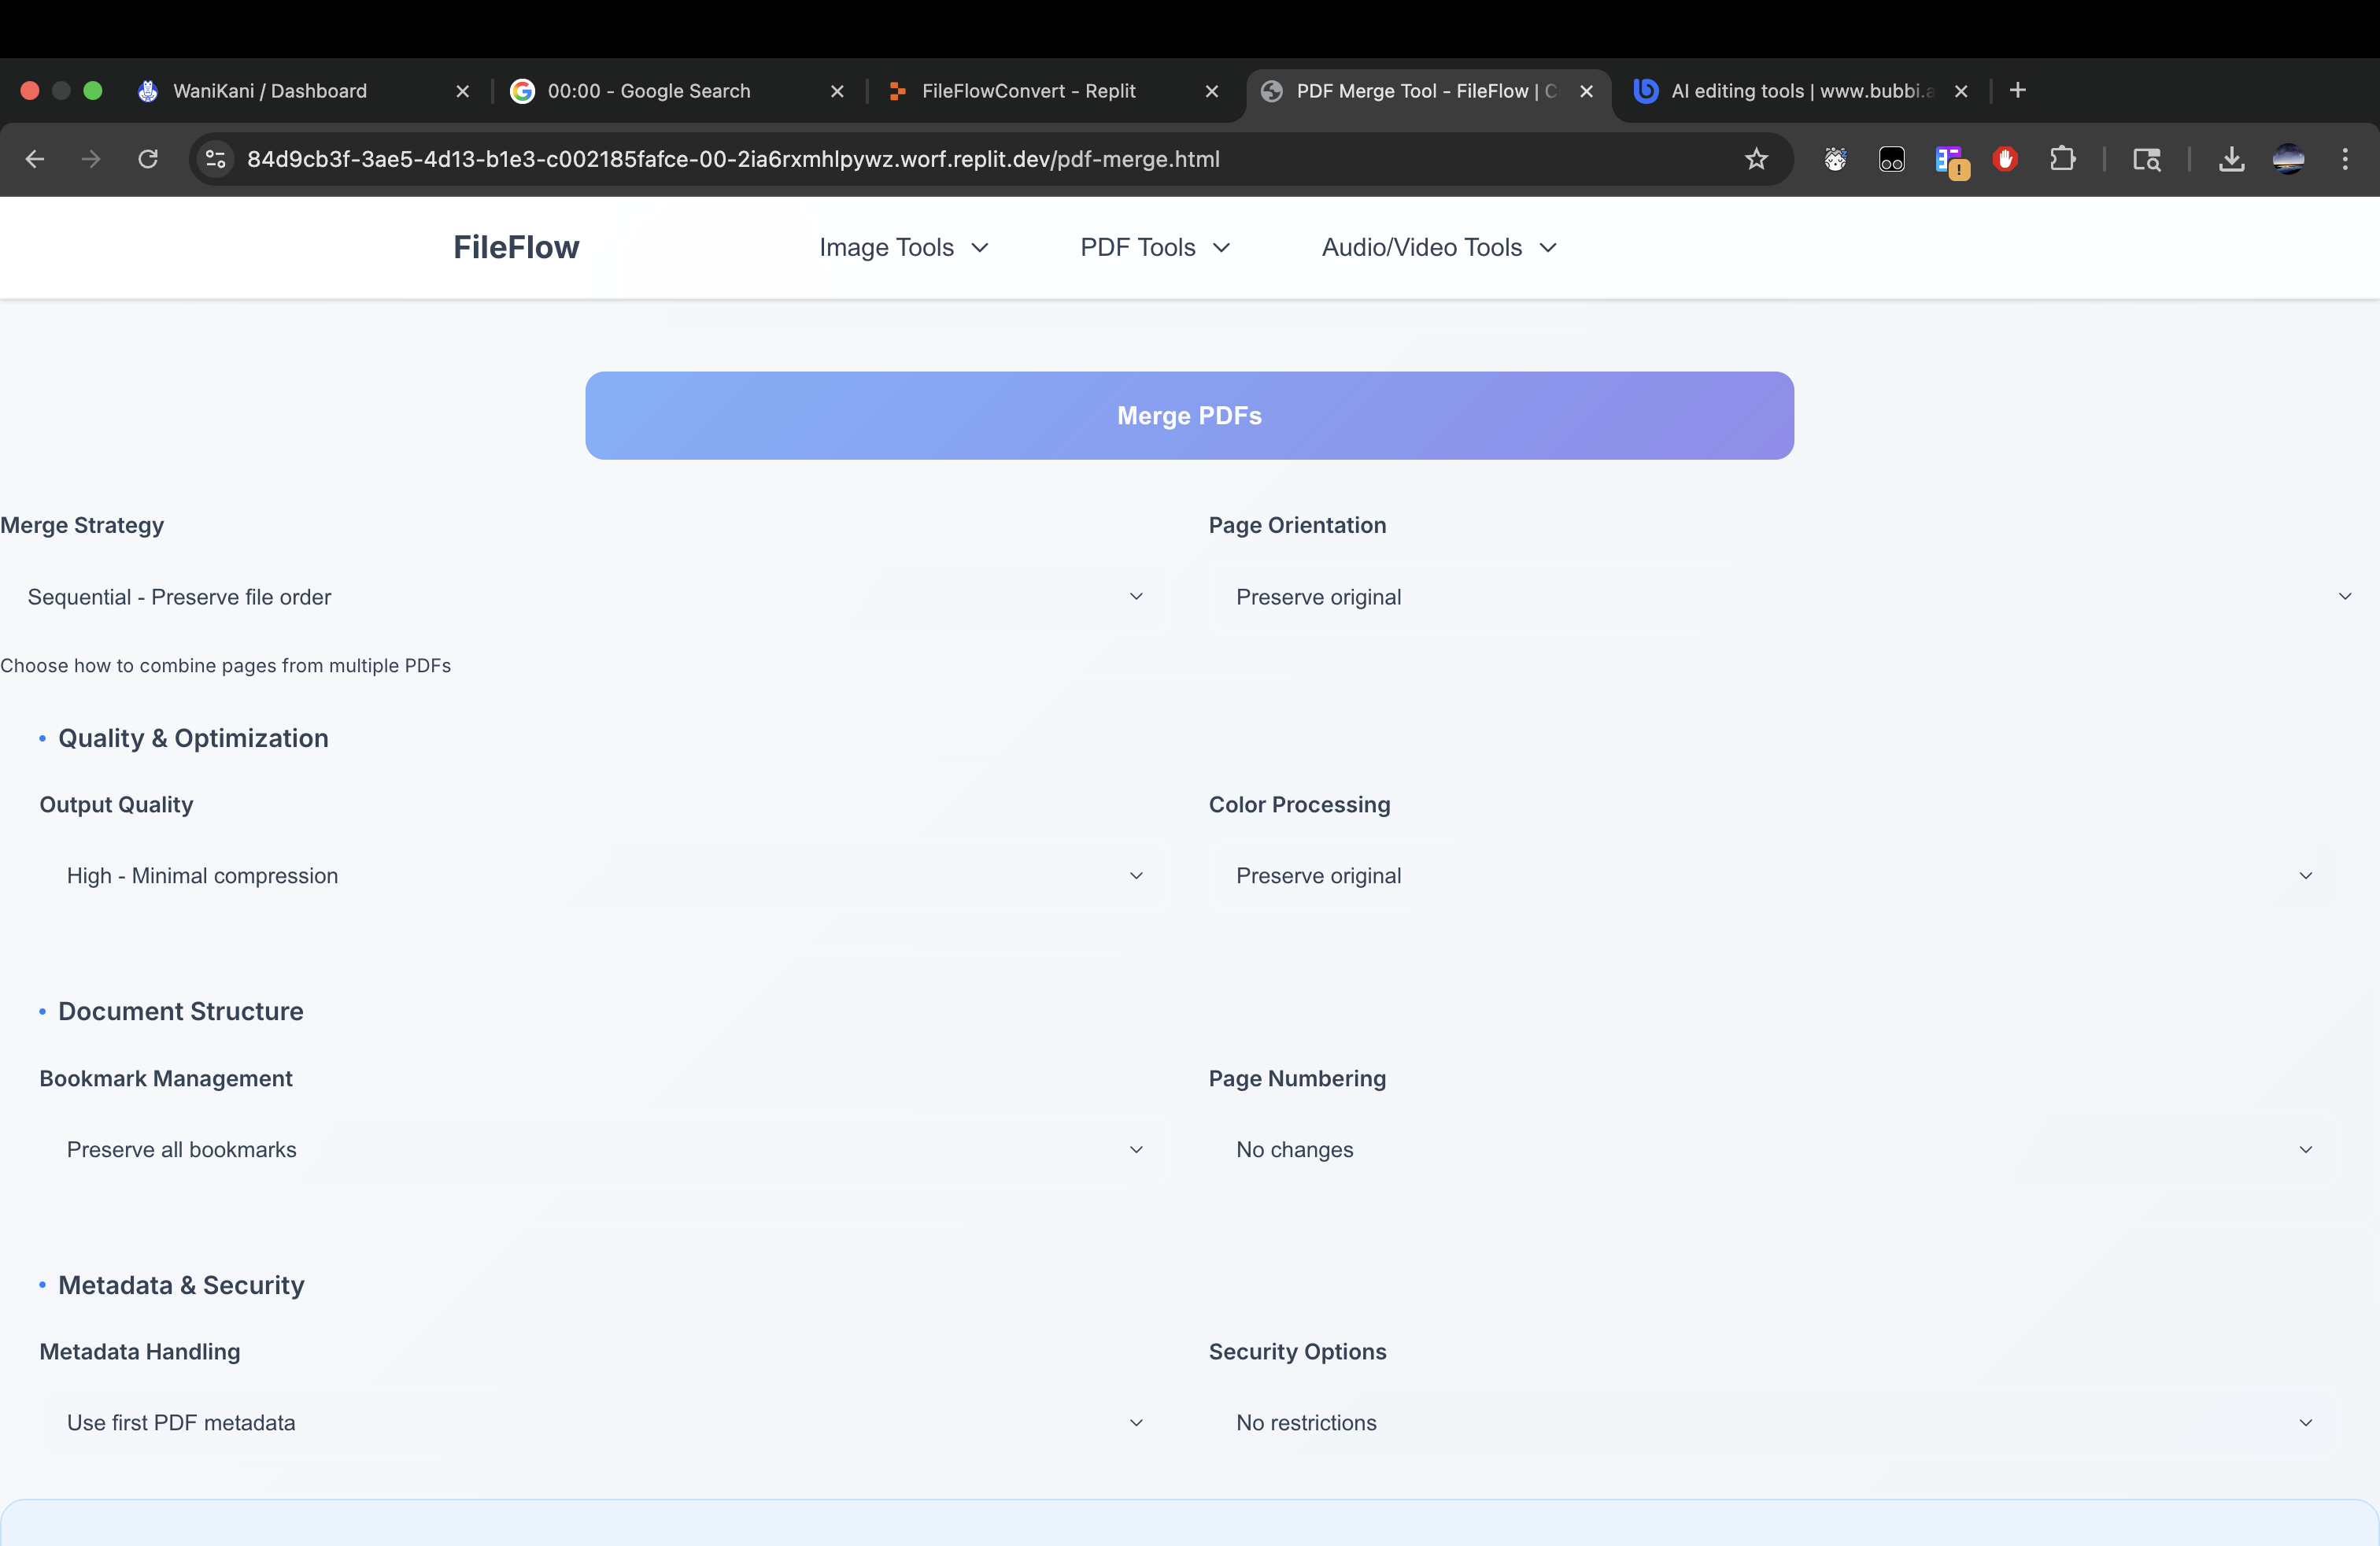 WaniKani / Dashboard
00:00 - Google Search
FileFlowConvert - Replit
PDF Merge Tool - FileFlow | C
AI editing tools | www.bubbi.a
84d9cb3f-3ae5-4d13-b1e3-c002185fafce-00-2ia6rxmhlpywz.worf.replit.dev/pdf-merge.html
FileFlow
Image Tools
PDF Tools
Audio/Video Tools
Merge PDFs
Merge Strategy
Page Orientation
Sequential - Preserve file order
Preserve original
Choose how to combine pages from multiple PDFs
• Quality & Optimization
Output Quality
Color Processing
High - Minimal compression
Preserve original
• Document Structure
Bookmark Management
Page Numbering
Preserve all bookmarks
No changes
• Metadata & Security
Metadata Handling
Security Options
Use first PDF metadata
No restrictions